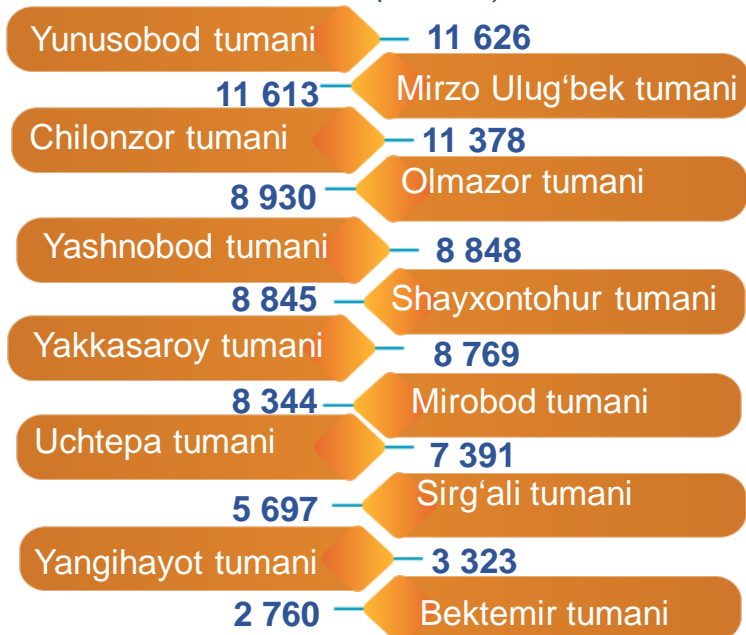 Yunusobod tumani
11 626
11 613
Mirzo Ulug‘bek tumani
Chilonzor tumani
11 378
8 930
Olmazor tumani
Yashnobod tumani
8 848
8 845
Shayxontohur tumani
Yakkasaroy tumani
8 769
8 344
Mirobod tumani
Uchtepa tumani
7 391
5 697
Sirg‘ali tumani
Yangihayot tumani
3 323
2 760
Bektemir tumani